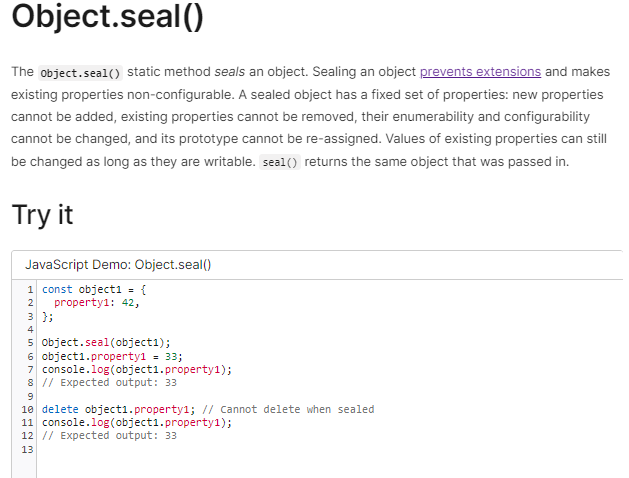 Object.seal()
The Object.seal() static method seals an object. Sealing an object prevents extensions and makes
existing properties non-configurable. A sealed object has a fixed set of properties: new properties
cannot be added, existing properties cannot be removed, their enumerability and configurability
cannot be changed, and its prototype cannot be re-assigned. Values of existing properties can still
be changed as long as they are writable. seal() returns the same object that was passed in.
Try it
JavaScript Demo: Object.seal()
1 const object1 = {
2   property1: 42,
3 };
4
5 Object.seal(object1);
6 object1.property1 = 33;
7 console.log(object1.property1);
8 // Expected output: 33
9
10 delete object1.property1; // Cannot delete when sealed
11 console.log(object1.property1);
12 // Expected output: 33
13